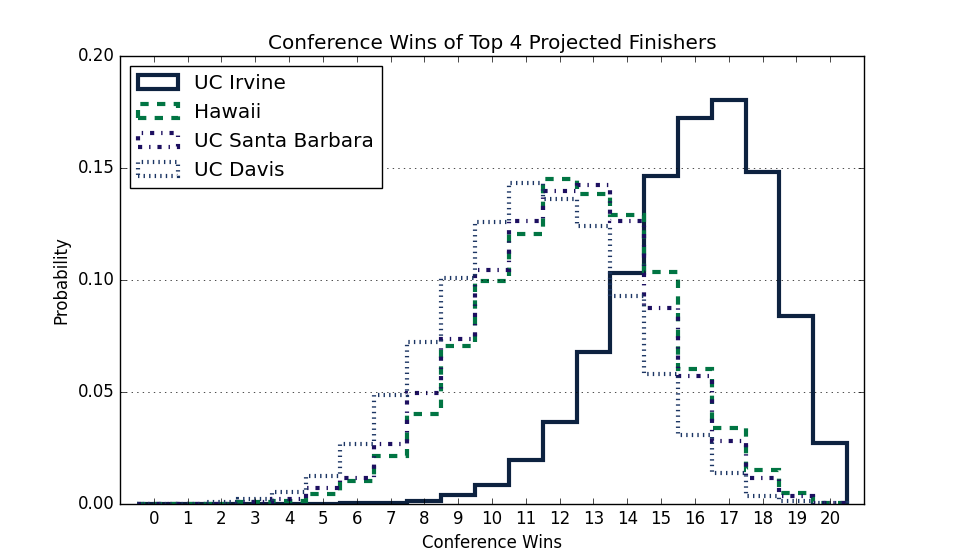 Conference Wins of Top 4 Projected Finishers
0.20
UC Irvine
Hawaii
UC Santa Barbara
UC Davis
0.15
0.10
0.05
0.00
Probability
0 1 2 3 4 5 6 7 8 9 10 11 12 13 14 15 16 17 18 19 20
Conference Wins